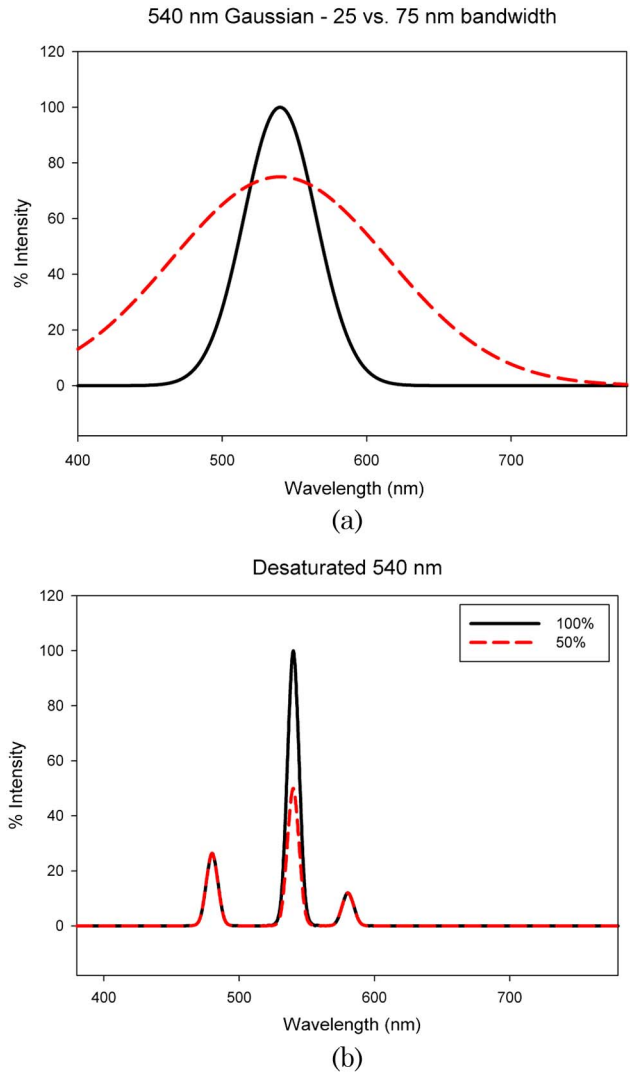 540 nm Gaussian - 25 vs. 75 nm bandwidth
120
100
80
60
40
20
0
% Intensity
400 500 600 700
Wavelength (nm)
(a)
Desaturated 540 nm
120
100
80
60
40
20
0
% Intensity
100%
50%
400 500 600 700
Wavelength (nm)
(b)